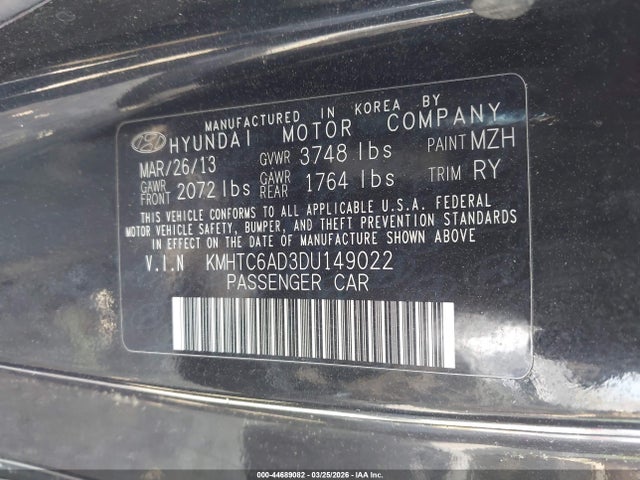 MANUFACTURED IN KOREA BY
HYUNDAI MOTOR COMPANY
MAR/26/13 GVWR 3748 lbs PAINT MZH
GAWR FRONT 2072 lbs GAWR REAR 1764 lbs TRIM RY
THIS VEHICLE CONFORMS TO ALL APPLICABLE U.S.A. FEDERAL
MOTOR VEHICLE SAFETY, BUMPER, AND THEFT PREVENTION STANDARDS
IN EFFECT ON THE DATE OF MANUFACTURE SHOWN ABOVE
V.I.N KMHTC6AD3DU149022
PASSENGER CAR
000-44689082 - 03/25/2026 - IAA Inc.